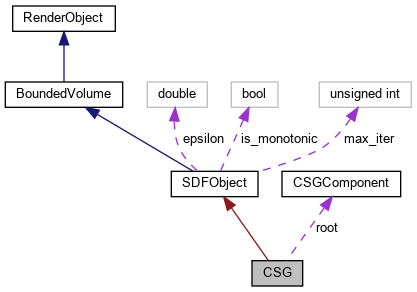 RenderObject
BoundedVolume
double
bool
unsigned int
epsilon
is_monotonic
max_iter
SDFObject
CSGComponent
root
CSG